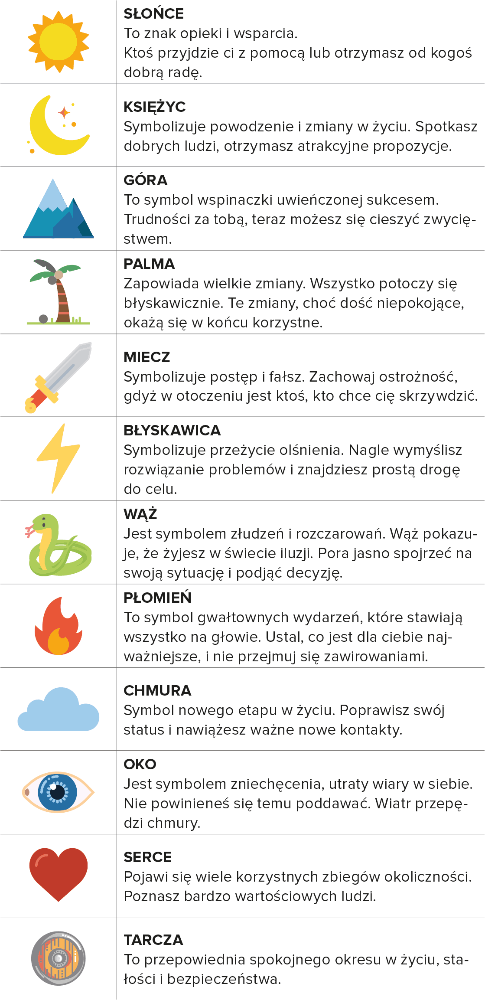 SŁOŃCE
To znak opieki i wsparcia.
Ktoś przyjdzie ci z pomocą lub otrzymasz od kogoś
dobrą radę.
KSIĘŻYC
Symbolizuje powodzenie i zmiany w życiu. Spotkasz
dobrych ludzi, otrzymasz atrakcyjne propozycje.
GÓRA
To symbol wspinaczki uwieńczonej sukcesem.
Trudności za tobą, teraz możesz się cieszyć zwycię-
stwem.
PALMA
Zapowiada wielkie zmiany. Wszystko potoczy się
błyskawicznie. Te zmiany, choć dość niepokojące,
okażą się w końcu korzystne.
MIECZ
Symbolizuje postęp i fałsz. Zachowaj ostrożność,
gdyż w otoczeniu jest ktoś, kto chce cię skrzywdzić.
BŁYSKAWICA
Symbolizuje przeżycie olśnienia. Nagle wymyślisz
rozwiązanie problemów i znajdziesz prostą drogę
do celu.
WĄŻ
Jest symbolem złudzeń i rozczarowań. Wąż pokazu-
je, że żyjesz w świecie iluzji. Pora jasno spojrzeć na
swoją sytuację i podjąć decyzję.
PŁOMIEŃ
To symbol gwałtownych wydarzeń, które stawiają
wszystko na głowie. Ustal, co jest dla ciebie naj-
ważniejsze, i nie przejmuj się zawirowaniami.
CHMURA
Symbol nowego etapu w życiu. Poprawisz swój
status i nawiążesz ważne nowe kontakty.
OKO
Jest symbolem zniechęcenia, utraty wiary w siebie.
Nie powinieneś się temu poddawać. Wiatr przepę-
dzi chmury.
SERCE
Pojawi się wiele korzystnych zbiegów okoliczności.
Poznasz bardzo wartościowych ludzi.
TARCZA
To przepowiednia spokojnego okresu w życiu, sta-
łości i bezpieczeństwa.